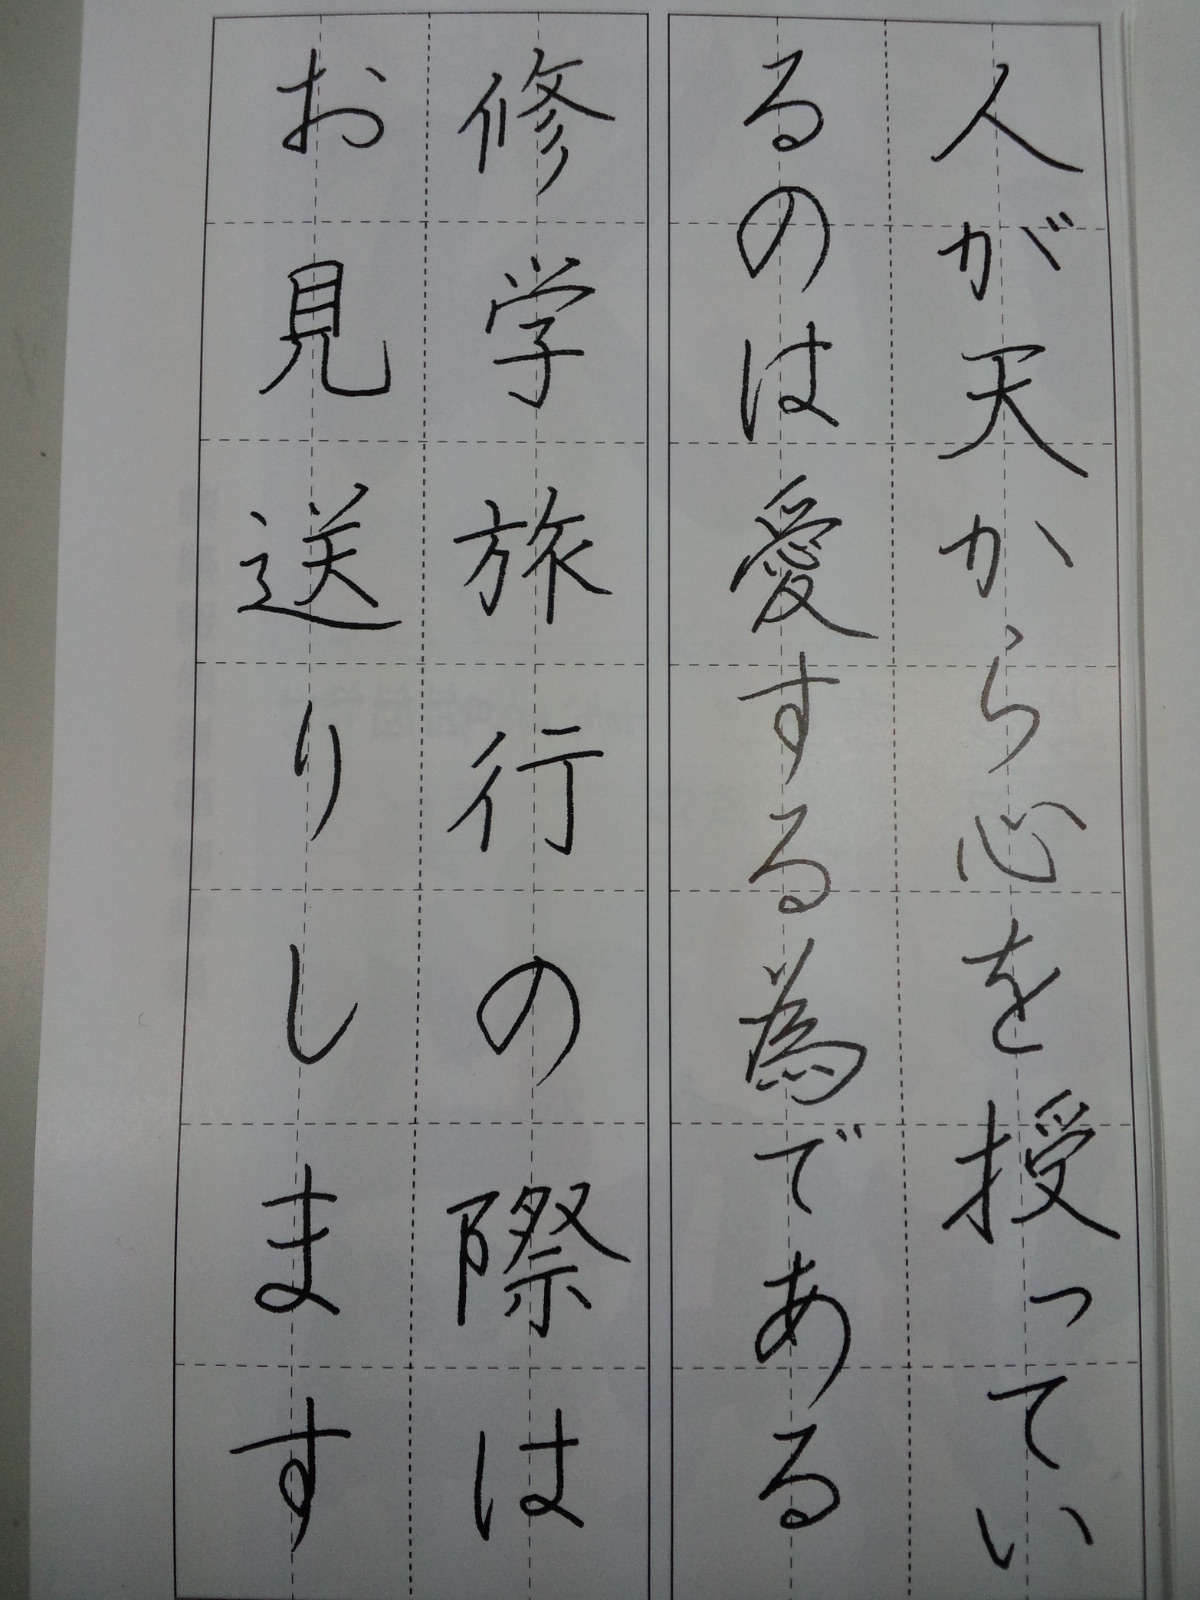 人が天から心を授ってい
るのは愛する為である
修学旅行の際は
お見送りします